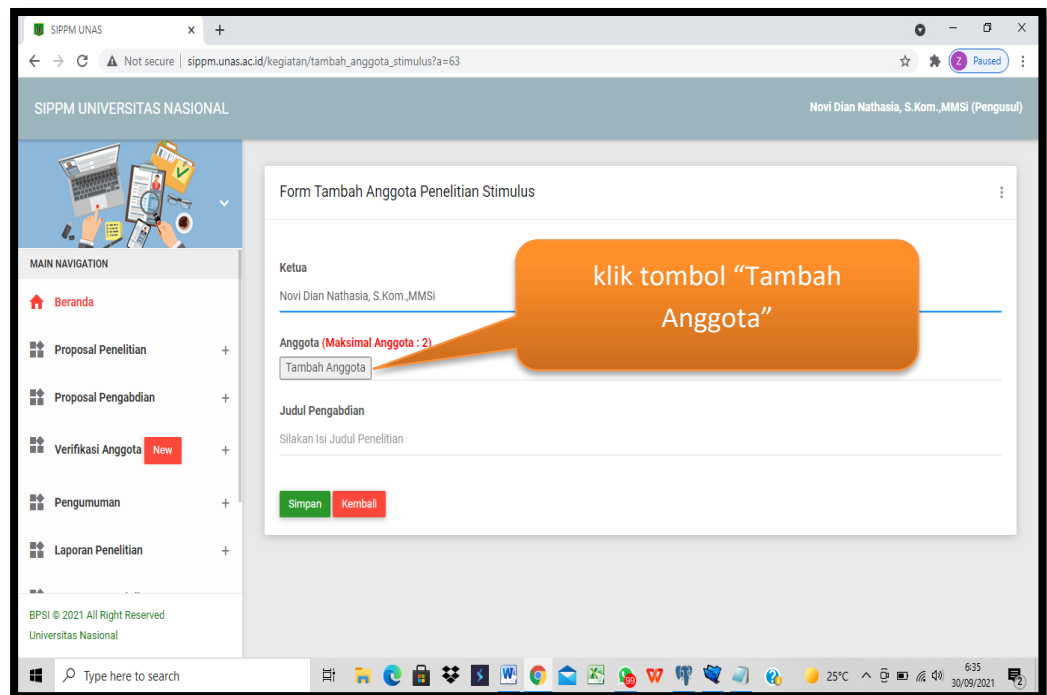 SIPPM UNAS
Not secure | sippm.unas.ac.id/kegiatan/tambah_anggota_stimulus?a=63
Z Paused
SIPPM UNIVERSITAS NASIONAL
Novi Dian Nathasia, S.Kom.,MMSi (Pengusul)
MAIN NAVIGATION
Beranda
Proposal Penelitian +
Proposal Pengabdian +
Verifikasi Anggota New +
Pengumuman +
Laporan Penelitian +
BPSI © 2021 All Right Reserved
Universitas Nasional
Form Tambah Anggota Penelitian Stimulus
Ketua
Novi Dian Nathasia, S.Kom.,MMSi
klik tombol “Tambah
Anggota”
Anggota (Maksimal Anggota : 2)
Tambah Anggota
Judul Pengabdian
Silakan Isi Judul Penelitian
Simpan Kembali
Type here to search
99
25°C
6:35
30/09/2021
2